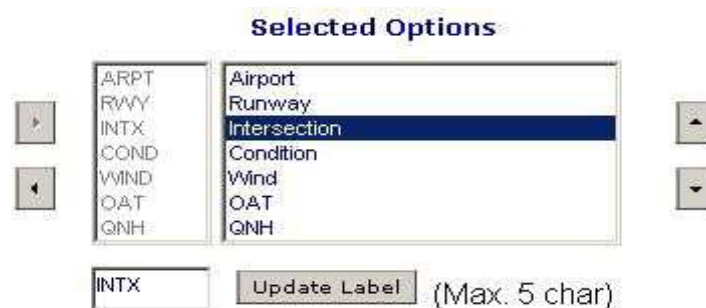 Selected Options
ARPT Airport
RWY Runway
INTX Intersection
COND Condition
WIND Wind
OAT OAT
QNH QNH
INTX Update Label (Max. 5 char)